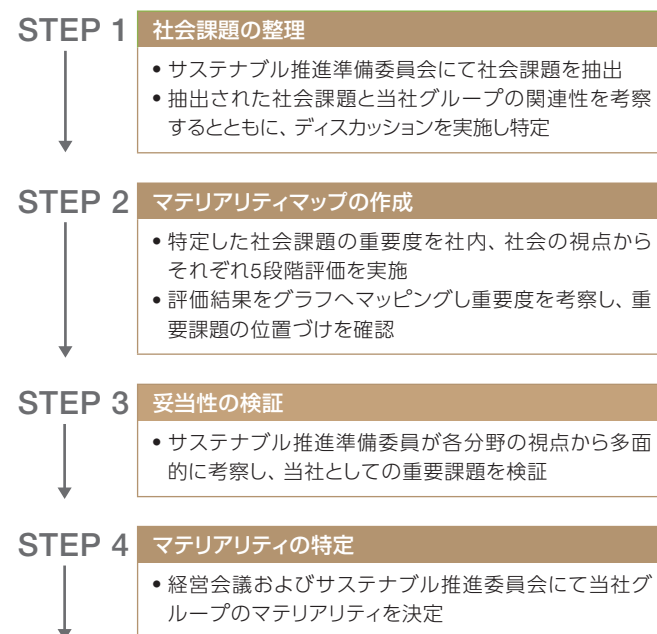 STEP 1
社会課題の整理
• サステナブル推進準備委員会にて社会課題を抽出
• 抽出された社会課題と当社グループの関連性を考察
するとともに、ディスカッションを実施し特定
STEP 2
マテリアリティマップの作成
• 特定した社会課題の重要度を社内、社会の視点から
それぞれ5段階評価を実施
• 評価結果をグラフへマッピングし重要度を考察し、重
要課題の位置づけを確認
STEP 3
妥当性の検証
• サステナブル推進準備委員が各分野の視点から多面
的に考察し、当社としての重要課題を検証
STEP 4
マテリアリティの特定
• 経営会議およびサステナブル推進委員会にて当社グ
ループのマテリアリティを決定